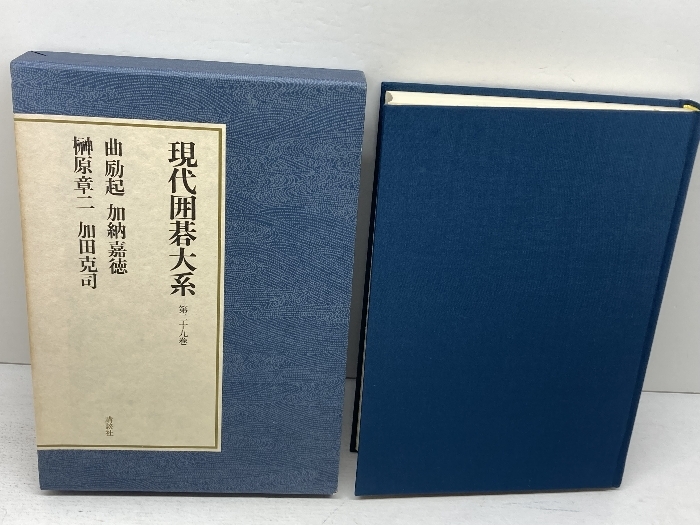 現代囲碁大系 第二十九巻
曲励起 加納嘉徳
榊原章二 加田克司
講談社